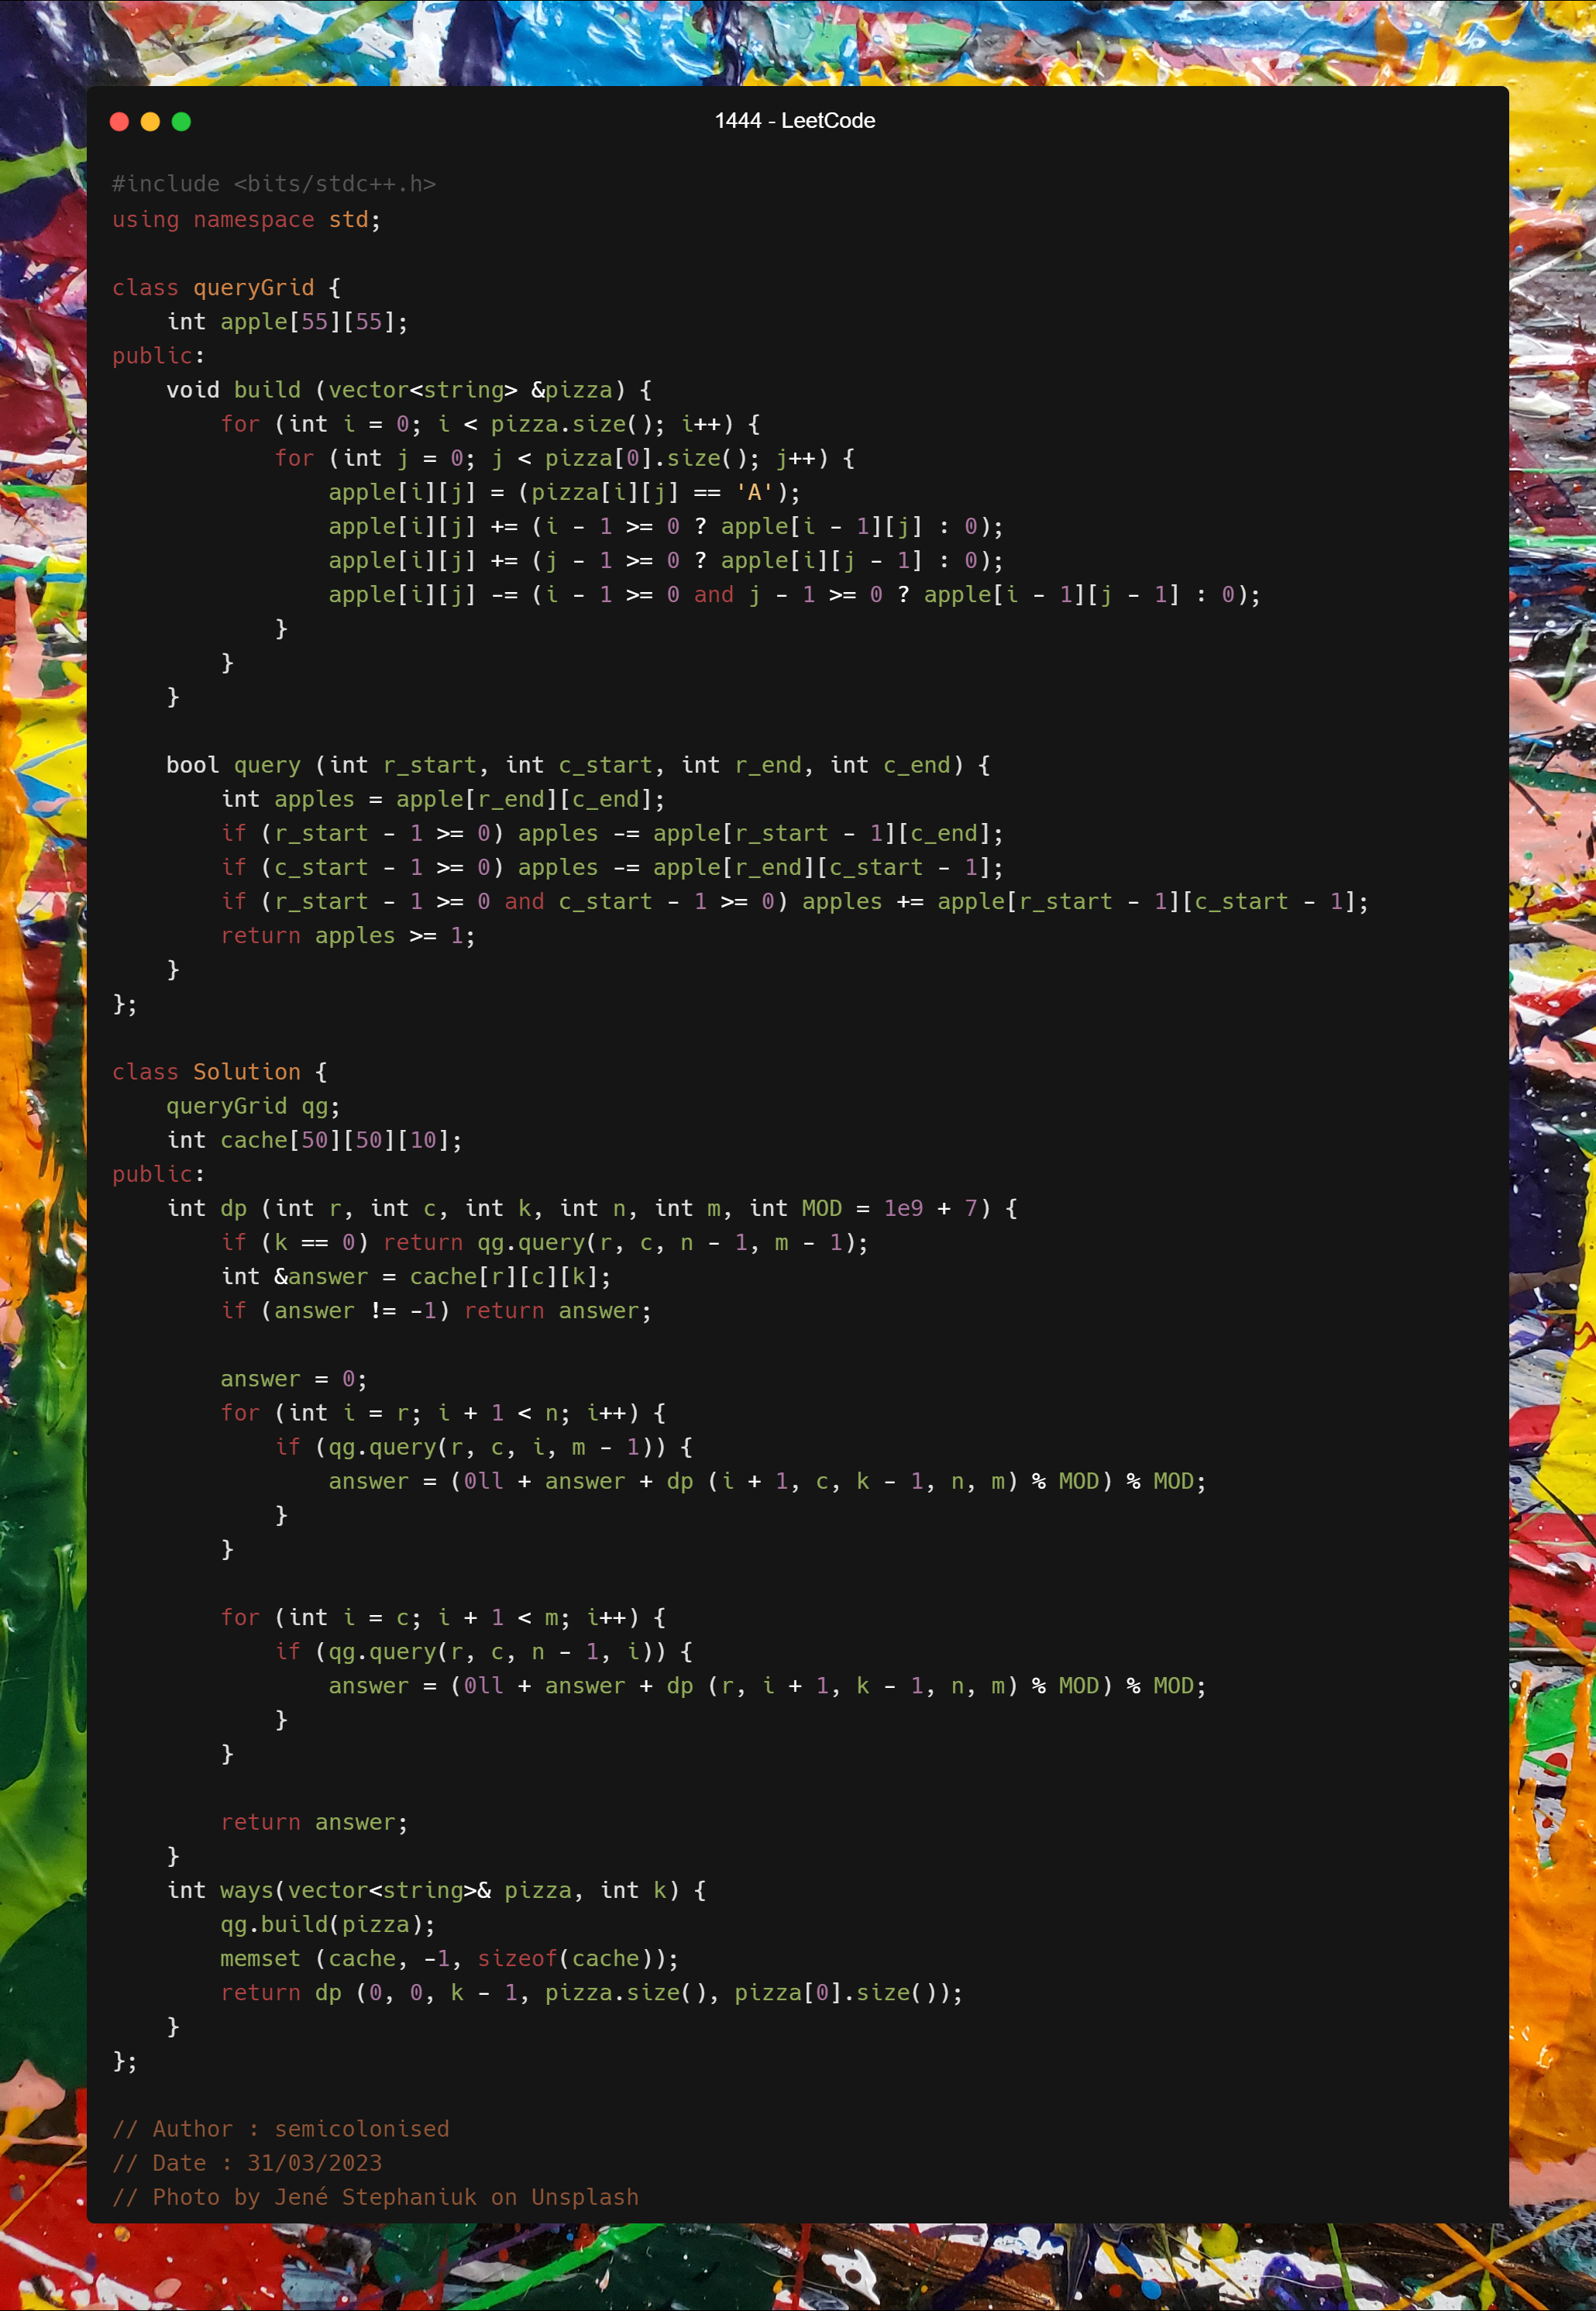 1444 - LeetCode
#include <bits/stdc++.h>
using namespace std;

class queryGrid {
    int apple[55][55];
public:
    void build (vector<string> &pizza) {
        for (int i = 0; i < pizza.size(); i++) {
            for (int j = 0; j < pizza[0].size(); j++) {
                apple[i][j] = (pizza[i][j] == 'A');
                apple[i][j] += (i - 1 >= 0 ? apple[i - 1][j] : 0);
                apple[i][j] += (j - 1 >= 0 ? apple[i][j - 1] : 0);
                apple[i][j] -= (i - 1 >= 0 and j - 1 >= 0 ? apple[i - 1][j - 1] : 0);
            }
        }
    }

    bool query (int r_start, int c_start, int r_end, int c_end) {
        int apples = apple[r_end][c_end];
        if (r_start - 1 >= 0) apples -= apple[r_start - 1][c_end];
        if (c_start - 1 >= 0) apples -= apple[r_end][c_start - 1];
        if (r_start - 1 >= 0 and c_start - 1 >= 0) apples += apple[r_start - 1][c_start - 1];
        return apples >= 1;
    }
};

class Solution {
    queryGrid qg;
    int cache[50][50][10];
public:
    int dp (int r, int c, int k, int n, int m, int MOD = 1e9 + 7) {
        if (k == 0) return qg.query(r, c, n - 1, m - 1);
        int &answer = cache[r][c][k];
        if (answer != -1) return answer;

        answer = 0;
        for (int i = r; i + 1 < n; i++) {
            if (qg.query(r, c, i, m - 1)) {
                answer = (0ll + answer + dp (i + 1, c, k - 1, n, m) % MOD) % MOD;
            }
        }

        for (int i = c; i + 1 < m; i++) {
            if (qg.query(r, c, n - 1, i)) {
                answer = (0ll + answer + dp (r, i + 1, k - 1, n, m) % MOD) % MOD;
            }
        }

        return answer;
    }
    int ways(vector<string>& pizza, int k) {
        qg.build(pizza);
        memset (cache, -1, sizeof(cache));
        return dp (0, 0, k - 1, pizza.size(), pizza[0].size());
    }
};

// Author : semicolonised
// Date : 31/03/2023
// Photo by Jené Stephaniuk on Unsplash